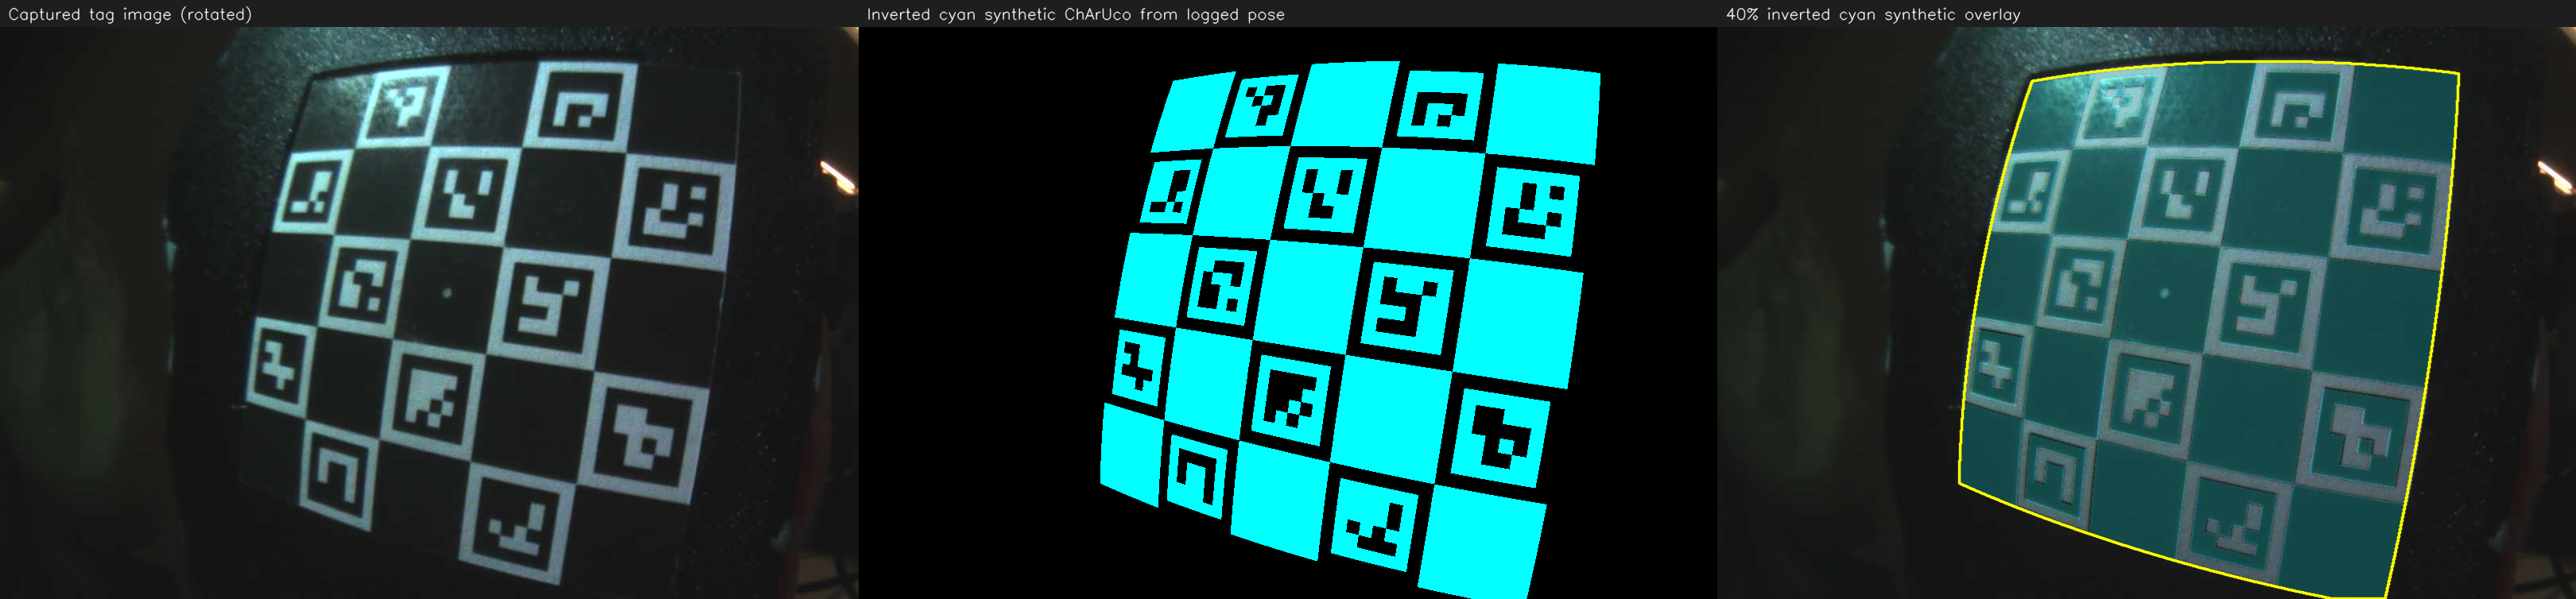 Captured tag image (rotated)
Inverted cyan synthetic ChArUco from logged pose
40% inverted cyan synthetic overlay